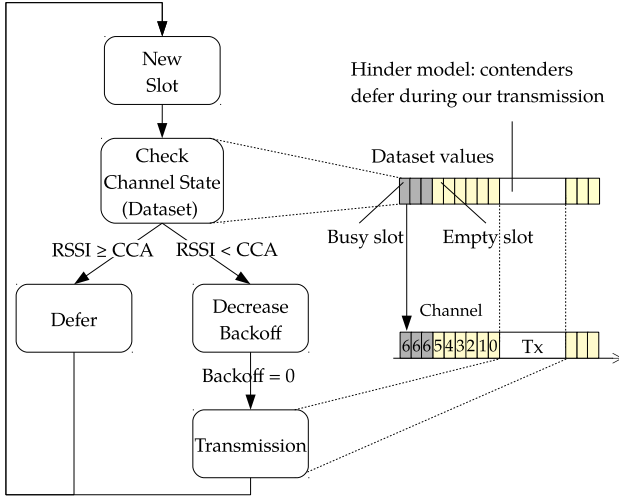 New
Slot
Check
Channel State
(Dataset)
RSSI ≥ CCA
RSSI < CCA
Defer
Decrease
Backoff
Backoff = 0
Transmission
Hinder model: contenders
defer during our transmission
Dataset values
Busy slot
Empty slot
Channel
6 6 6 5 4 3 2 1 0 Tx